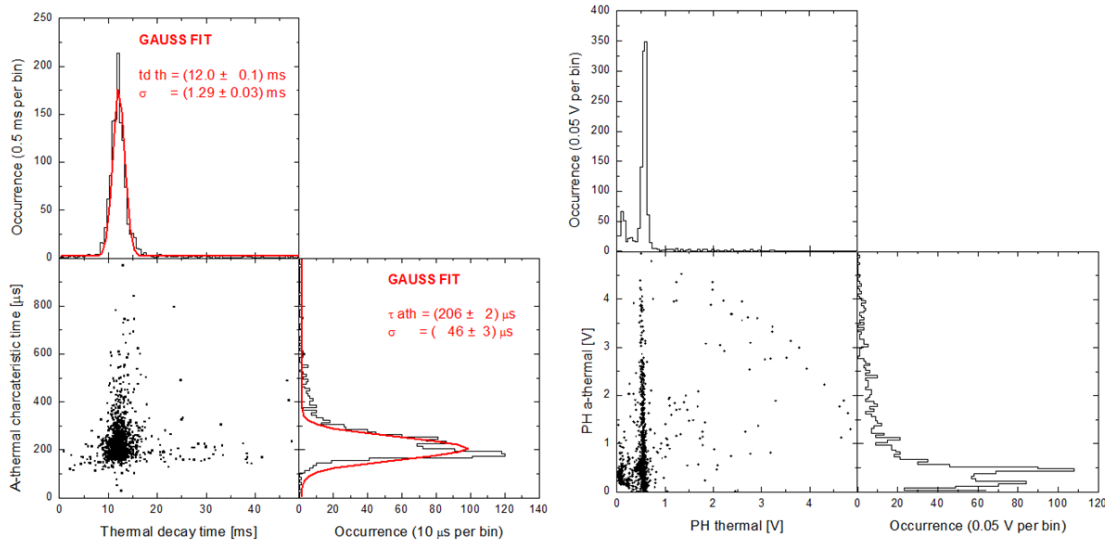 GAUSS FIT
td th = (12.0 ± 0.1) ms
σ = (1.29 ± 0.03) ms
Occurrence (0.5 ms per bin)
250
200
150
100
50
0
A-thermal charcateristic time [µs]
800
600
400
200
0
0 10 20 30 40
Thermal decay time [ms]
GAUSS FIT
τ ath = (206 ± 2) µs
σ = ( 46 ± 3) µs
0 20 40 60 80 100 120 140
Occurrence (10 µs per bin)
Occurrence (0.05 V per bin)
400
350
300
250
200
150
100
50
0
PH a-thermal [V]
4
3
2
1
0
0 1 2 3 4
PH thermal [V]
0 20 40 60 80 100 120
Occurrence (0.05 V per bin)